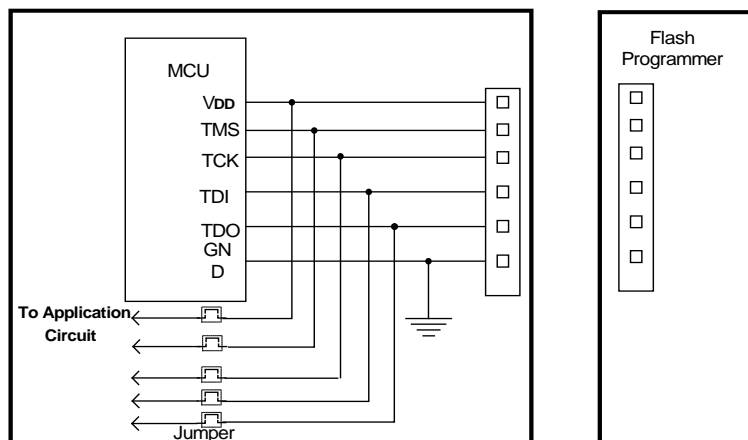 MCU
VDD
TMS
TCK
TDI
TDO
GN
D
To Application
Circuit
Jumper
Flash
Programmer